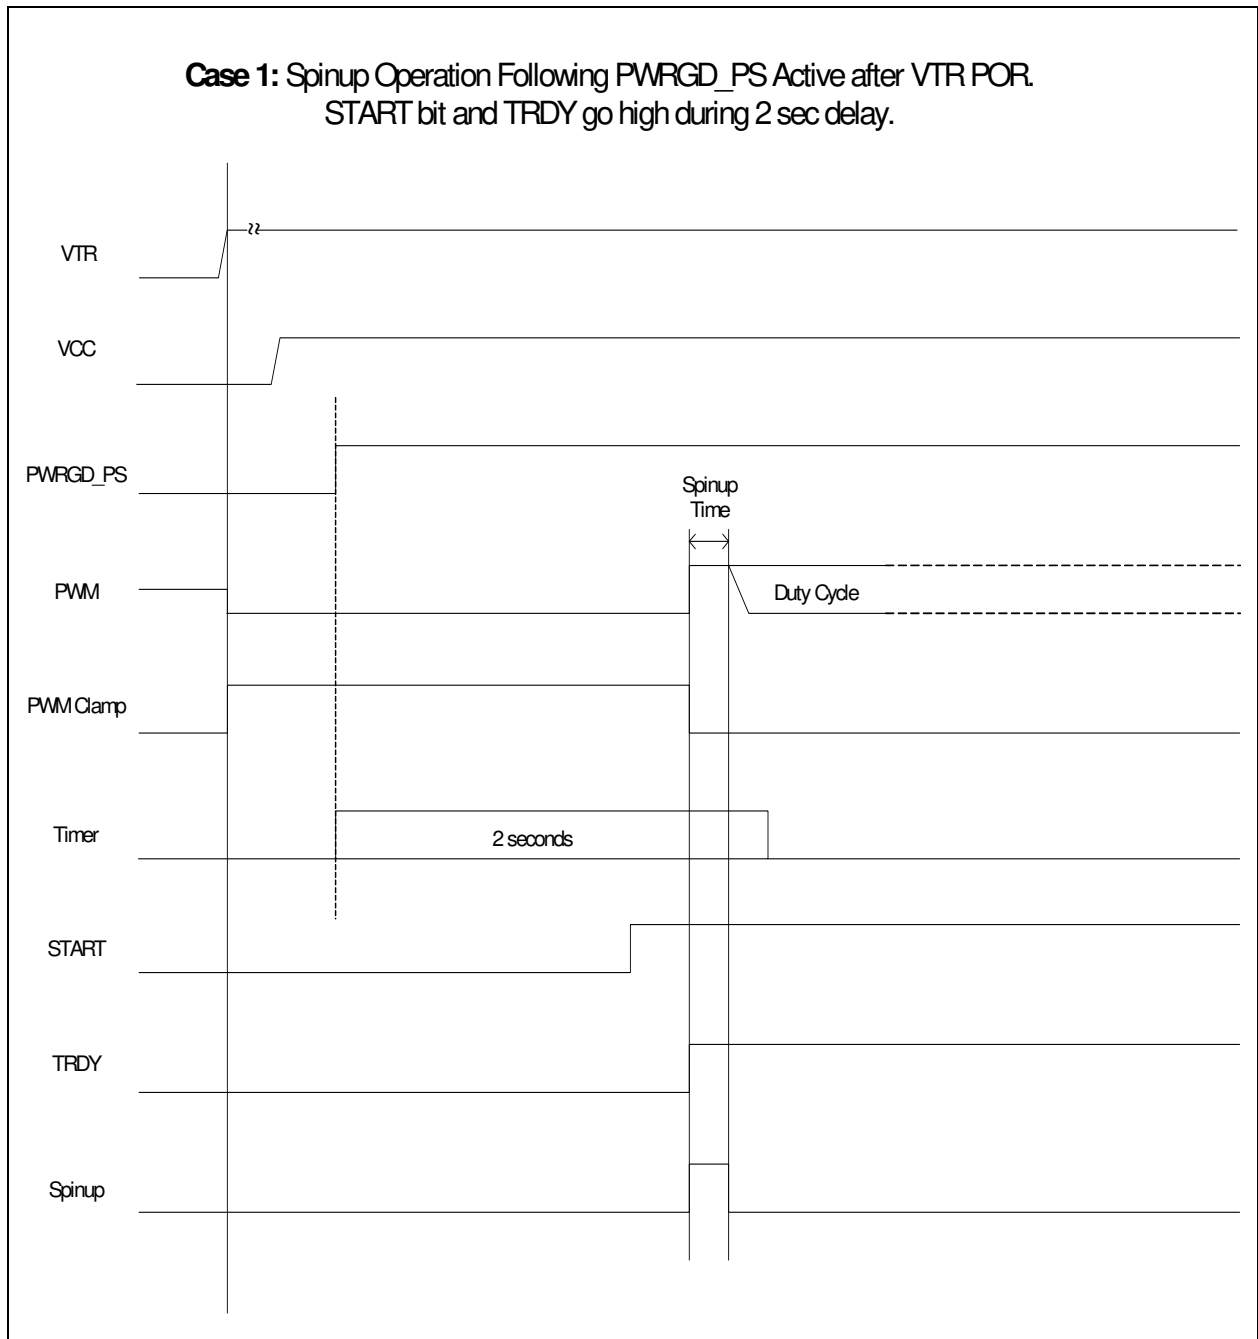 Case 1: Spinup Operation Following PWRGD_PS Active after VTR POR.
START bit and TRDY go high during 2 sec delay.
VTR
VCC
PWRGD_PS
Spinup
Time
PWM
Duty Cycle
PWM Clamp
Timer
2 seconds
START
TRDY
Spinup